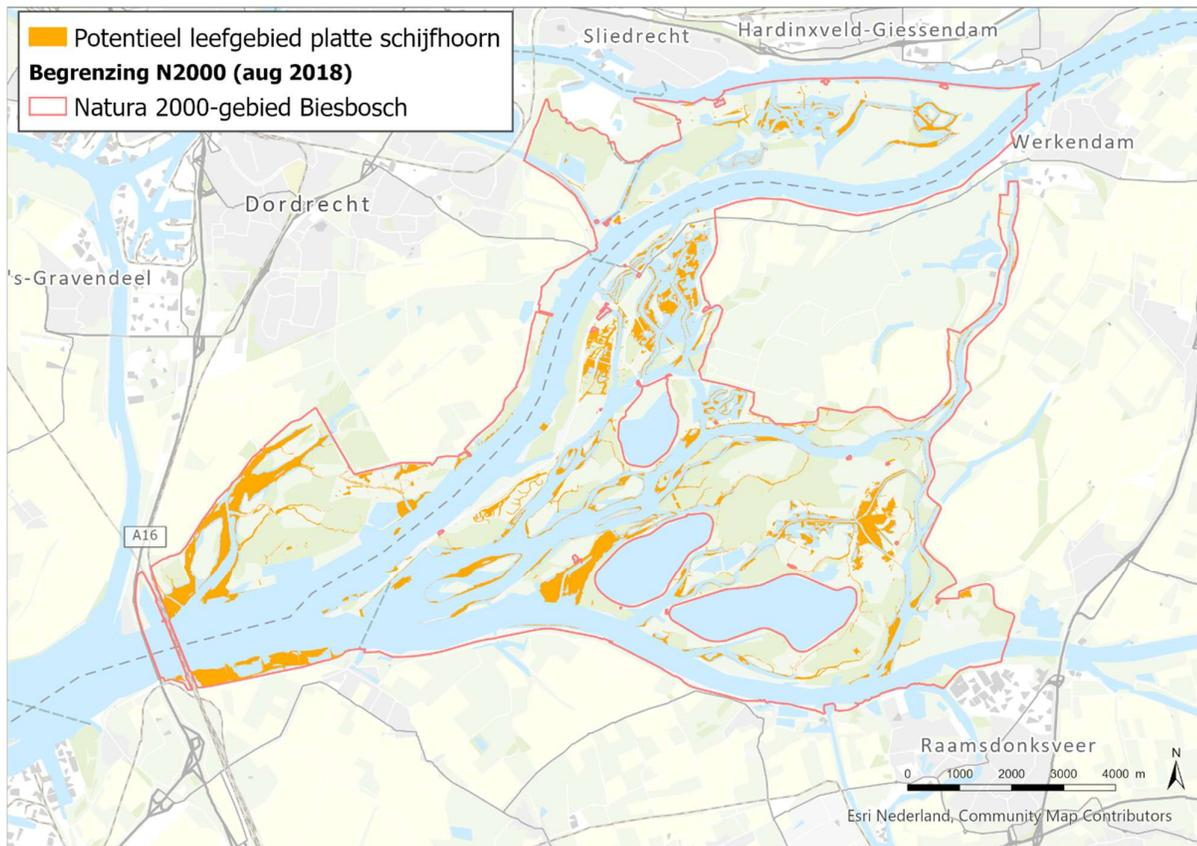 Potentieel leefgebied platte schijfhoorn
Begrenzing N2000 (aug 2018)
Natura 2000-gebied Biesbosch
Sliedrecht
Hardinxveld-Giessendam
Werkendam
Dordrecht
's-Gravendeel
A16
Raamsdonksveer
N
0 1000 2000 3000 4000 m
Esri Nederland, Community Map Contributors